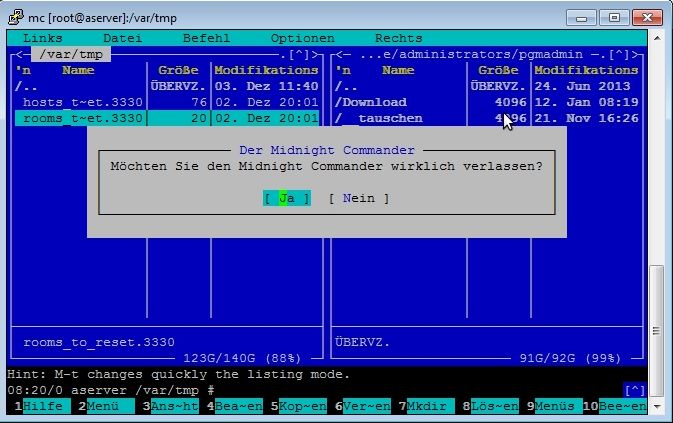 mc [root@aserver]:/var/tmp
Links Datei Befehl Optionen Rechts
<─ /var/tmp .[^]> <─ ...e/administrators/pgmadmin ─.[^]>
'n Name Größe Modifikations 'n Name Größe Modifikations
/.. ÜBERVZ. 03. Dez 11:40 /.. ÜBERVZ. 24. Jun 2013
hosts_t~et.3330 76 02. Dez 20:01 /Download 4096 12. Jan 08:19
rooms_t~et.3330 20 02. Dez 20:01 /__tauschen 4096 21. Nov 16:26
Der Midnight Commander
Möchten Sie den Midnight Commander wirklich verlassen?
[ Ja ] [ Nein ]
rooms_to_reset.3330 ÜBERVZ.
123G/140G (88%) 91G/92G (99%)
Hint: M-t changes quickly the listing mode.
08:20/0 aserver /var/tmp # [^]
1Hilfe 2Menü 3Ans~ht 4Bea~en 5Kop~en 6Ver~en 7Mkdir 8Lös~en 9Menüs 10Bee~en